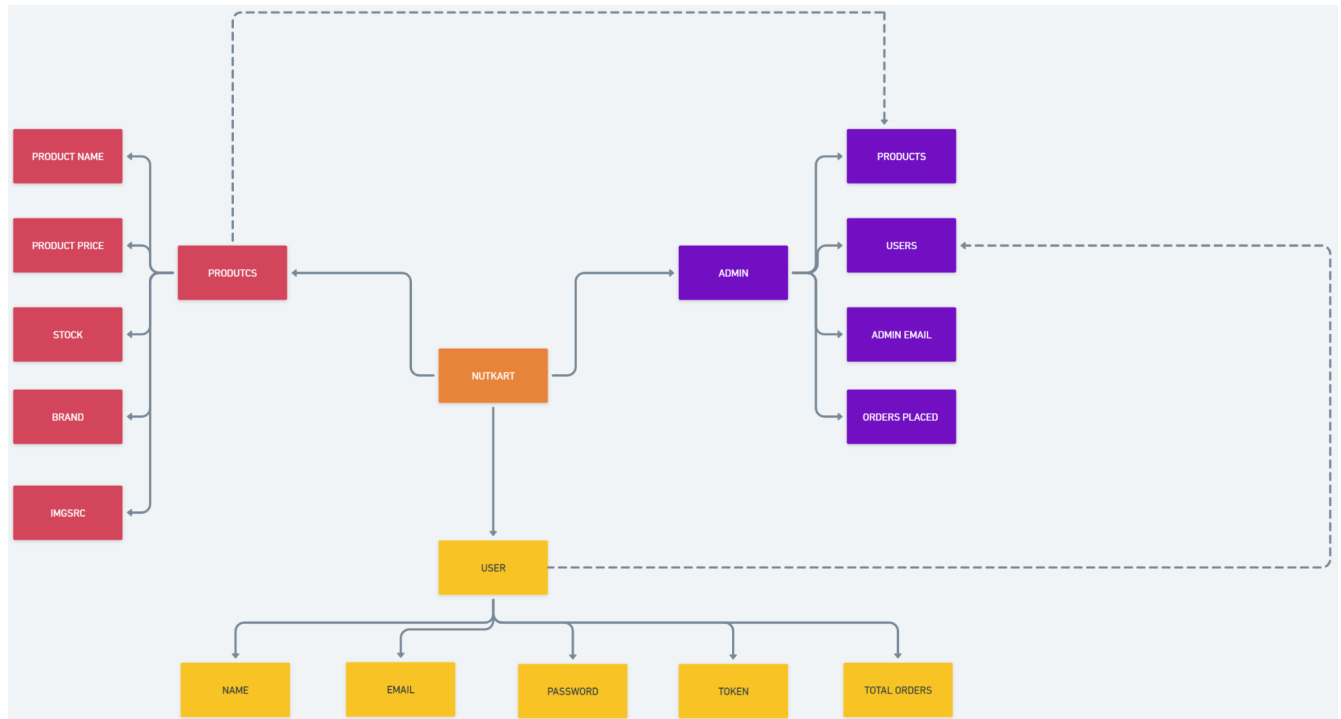 PRODUCT NAME
PRODUCTS
PRODUCT PRICE
USERS
PRODUTCS
ADMIN
STOCK
ADMIN EMAIL
NUTKART
BRAND
ORDERS PLACED
IMGSRC
USER
NAME
EMAIL
PASSWORD
TOKEN
TOTAL ORDERS